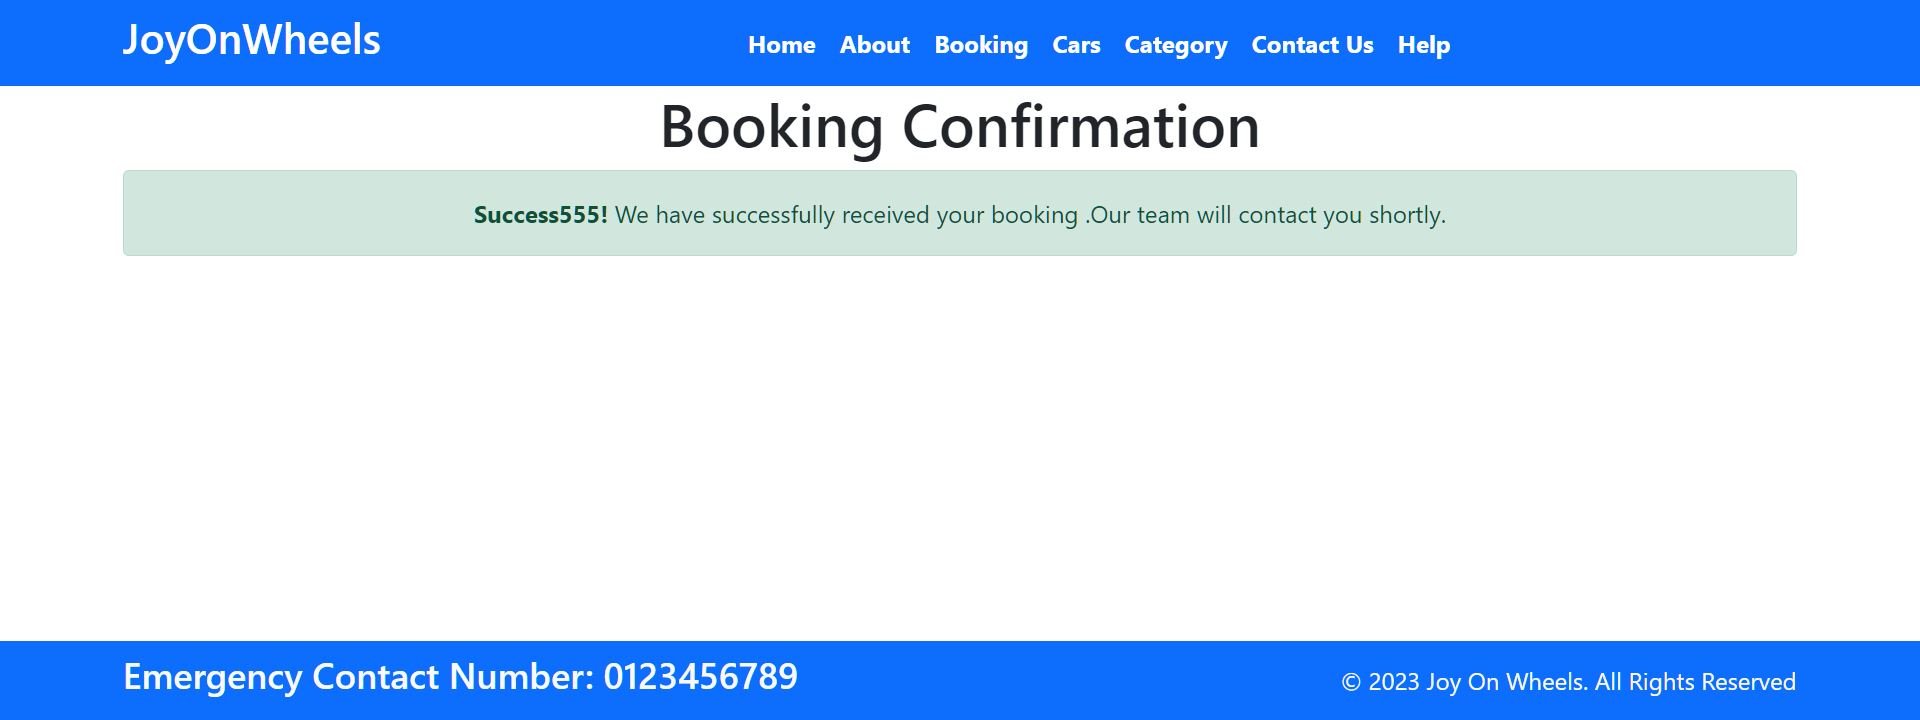 JoyOnWheels
Home About Booking Cars Category Contact Us Help
Booking Confirmation
Success555! We have successfully received your booking .Our team will contact you shortly.
Emergency Contact Number: 0123456789
© 2023 Joy On Wheels. All Rights Reserved